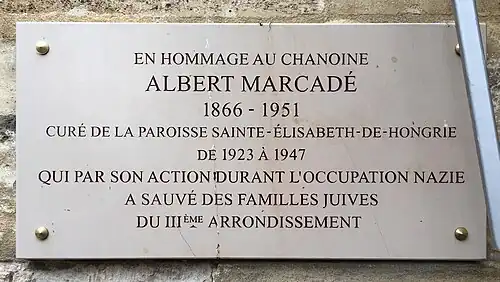 EN HOMMAGE AU CHANOINE
ALBERT MARCADÉ
1866 - 1951
CURÉ DE LA PAROISSE SAINTE-ÉLISABETH-DE-HONGRIE
DE 1923 À 1947
QUI PAR SON ACTION DURANT L'OCCUPATION NAZIE
A SAUVÉ DES FAMILLES JUIVES
DU IIIÈME ARRONDISSEMENT